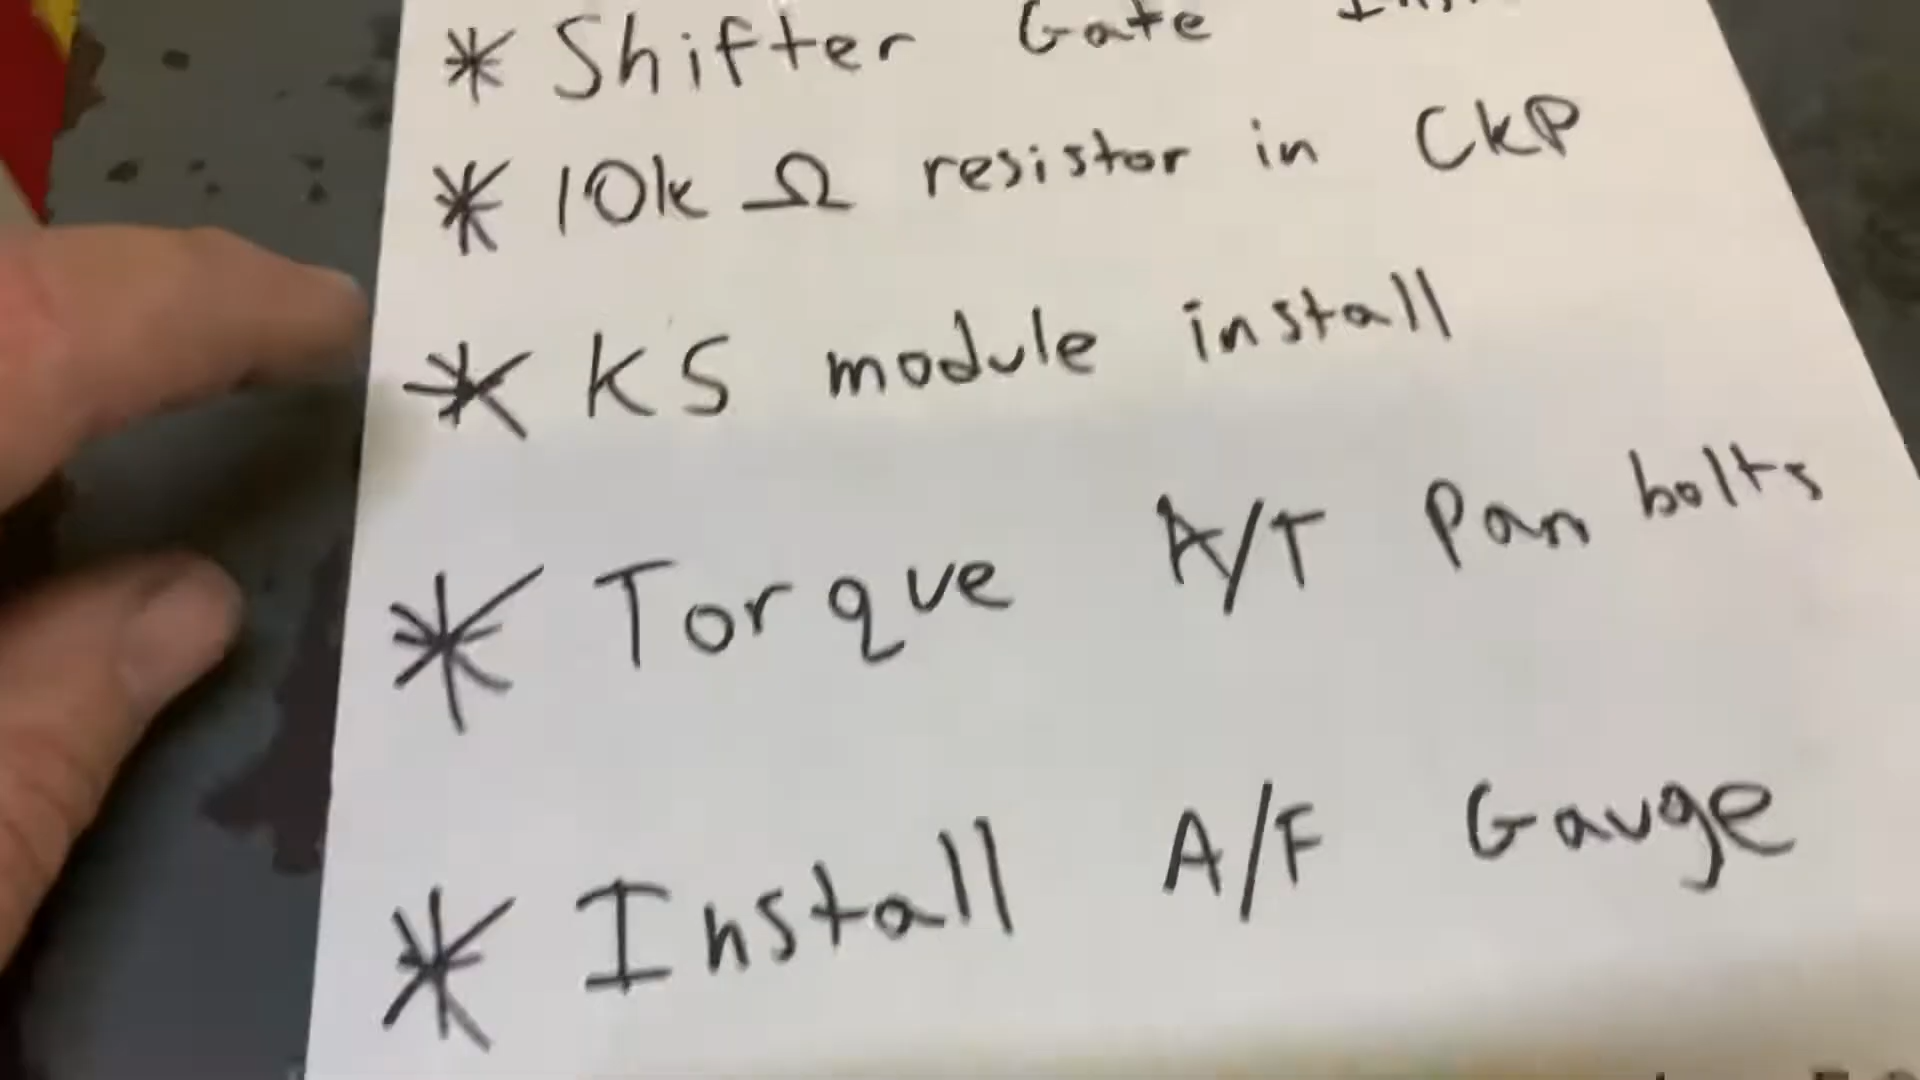 * Shifter Gate
* 10k Ω resistor in CKP
* KS module install
* Torque A/T Pan bolts
* Install A/F Gauge